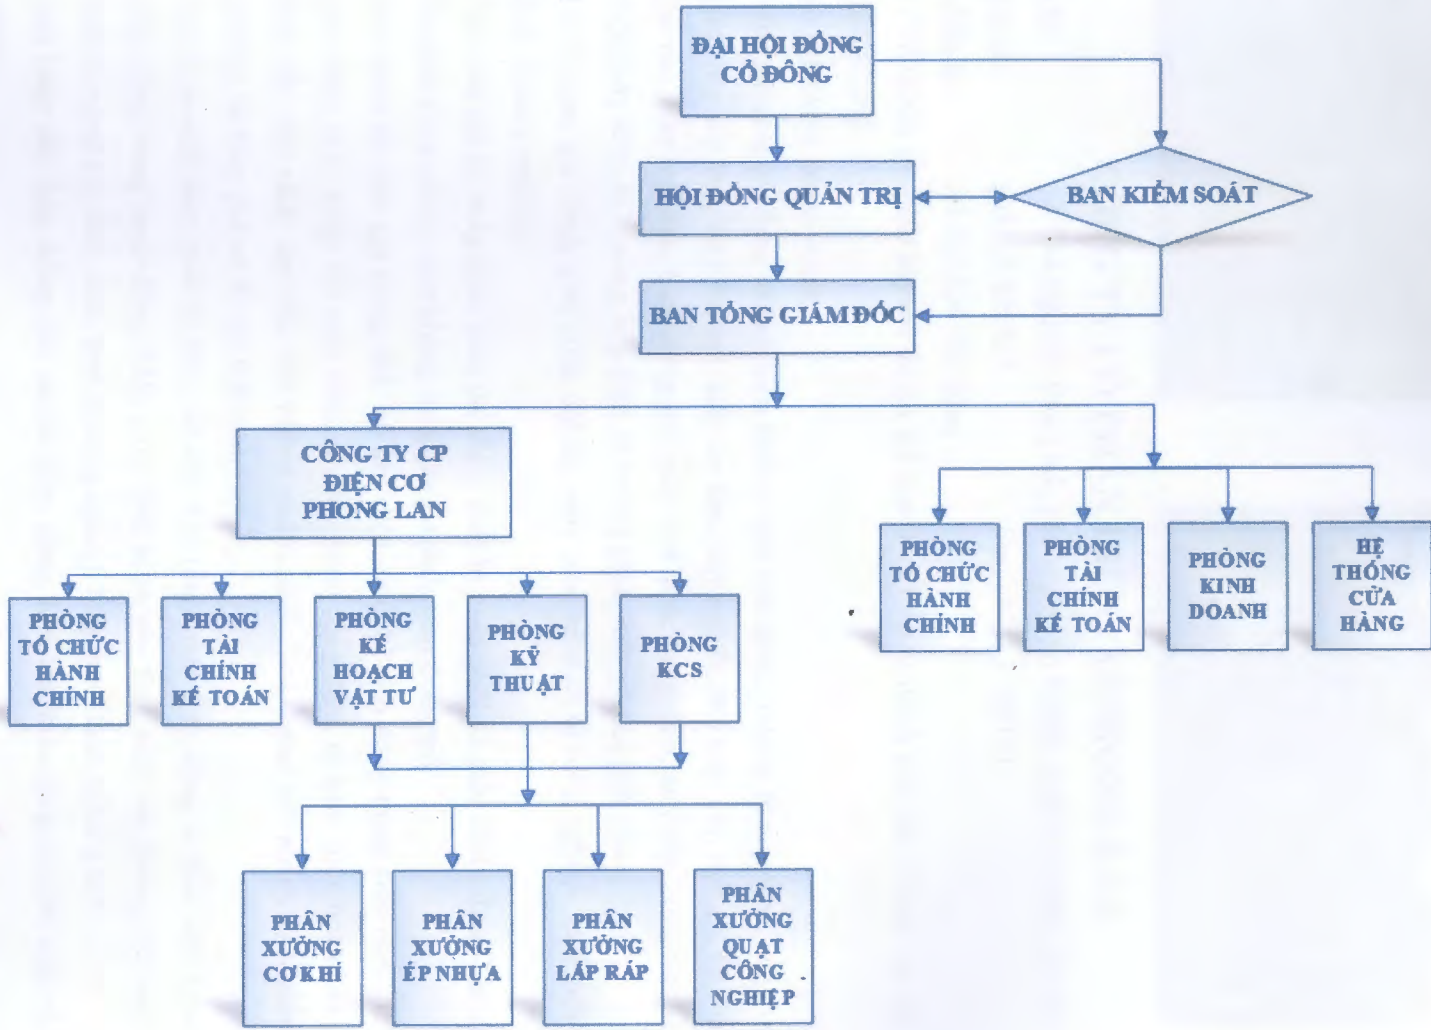 ĐẠI HỘI ĐỒNG
CỔ ĐÔNG
HỘI ĐỒNG QUẢN TRỊ
BAN KIỂM SOÁT
BAN TỔNG GIÁM ĐỐC
CÔNG TY CP
ĐIỆN CƠ
PHONG LAN
PHÒNG
TỔ CHỨC
HÀNH
CHÍNH
PHÒNG
TÀI
CHÍNH
KẾ TOÁN
PHÒNG
KINH
DOANH
HỆ
THỐNG
CỬA
HÀNG
PHÒNG
TỔ CHỨC
HÀNH
CHÍNH
PHÒNG
TÀI
CHÍNH
KẾ TOÁN
PHÒNG
KẾ
HOẠCH
VẬT TƯ
PHÒNG
KỸ
THUẬT
PHÒNG
KCS
PHÂN
XƯỞNG
CƠ KHÍ
PHÂN
XƯỞNG
ÉP NHỰA
PHÂN
XƯỞNG
LẮP RÁP
PHÂN
XƯỞNG
QUẠT
CÔNG
NGHIỆP